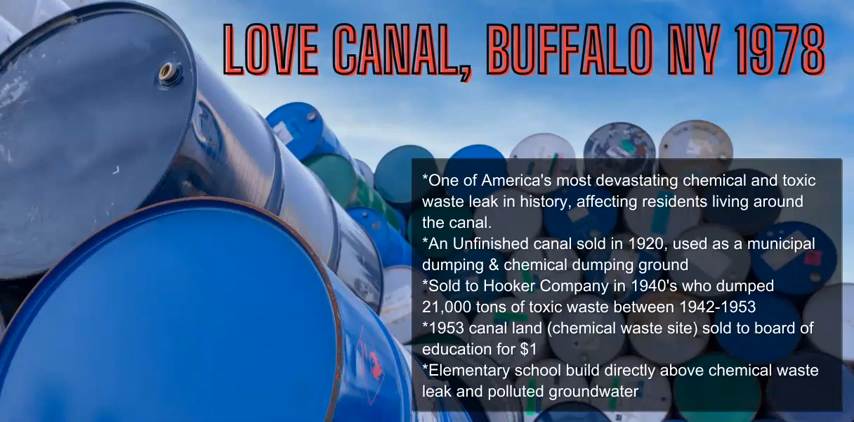 LOVE CANAL, BUFFALO NY 1978
*One of America's most devastating chemical and toxic
waste leak in history, affecting residents living around
the canal.
*An Unfinished canal sold in 1920, used as a municipal
dumping & chemical dumping ground
*Sold to Hooker Company in 1940's who dumped
21,000 tons of toxic waste between 1942-1953
*1953 canal land (chemical waste site) sold to board of
education for $1
*Elementary school build directly above chemical waste
leak and polluted groundwater